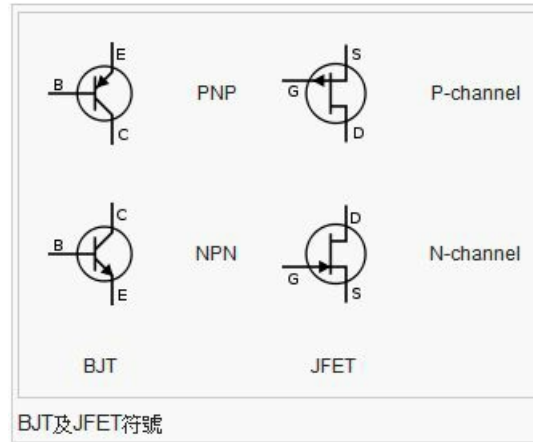 E
B
C
PNP
S
G
D
P-channel
C
B
E
NPN
D
G
S
N-channel
BJT
JFET
BJT及JFET符號